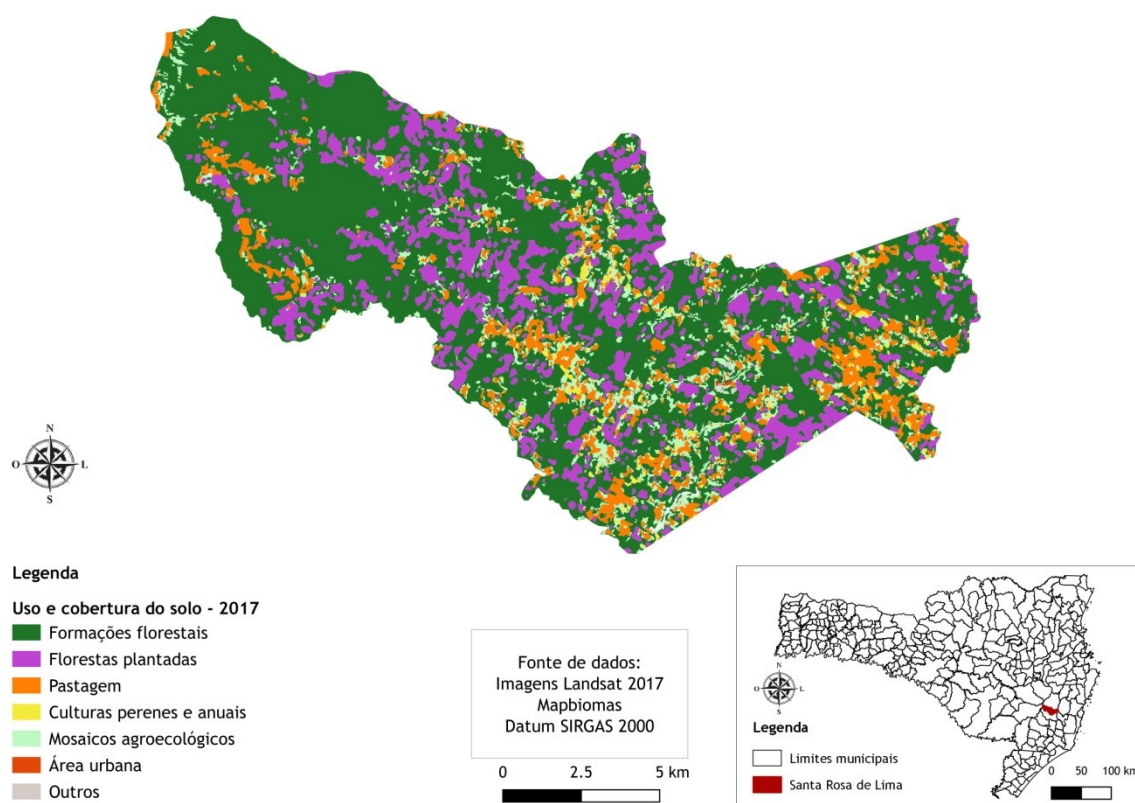 N
O L
S
Legenda
Uso e cobertura do solo - 2017
Formações florestais
Florestas plantadas
Pastagem
Culturas perenes e anuais
Mosaicos agroecológicos
Área urbana
Outros
Fonte de dados:
Imagens Landsat 2017
Mapbiomas
Datum SIRGAS 2000
0 2.5 5 km
N
O L
S
Legenda
Limites municipais
Santa Rosa de Lima
0 50 100 km